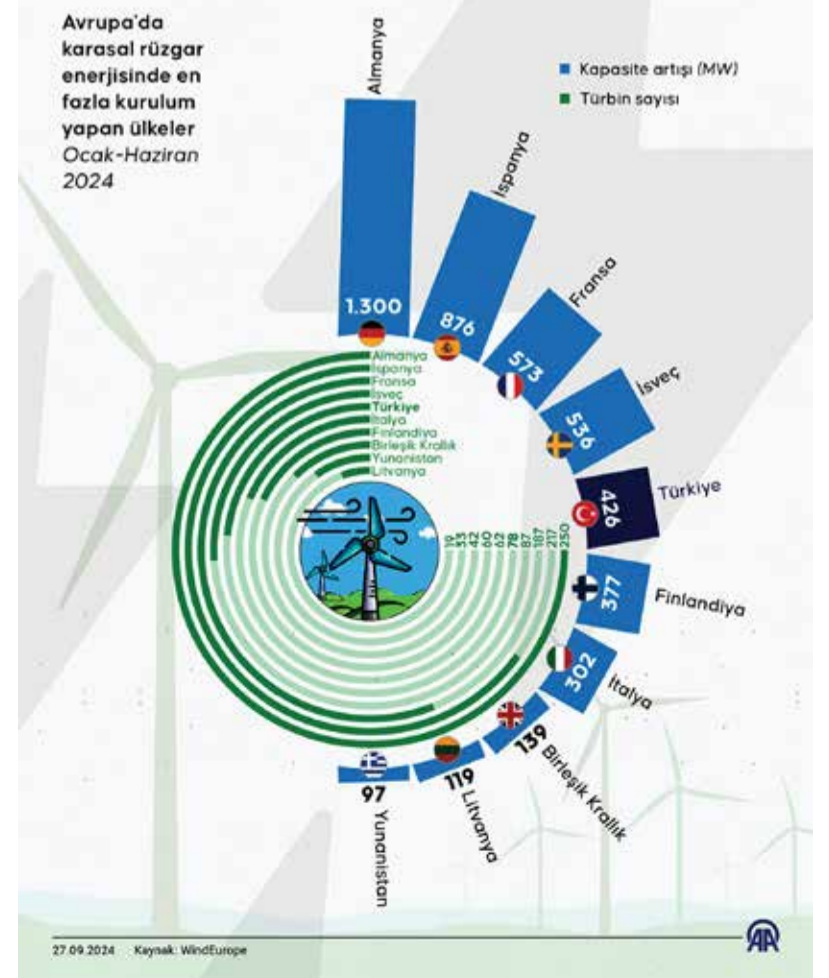 Avrupa'da
karasal rüzgar
enerjisinde en
fazla kurulum
yapan ülkeler
Ocak-Haziran
2024
Kapasite artışı (MW)
Türbin sayısı
Almanya
1.300
İspanya
876
Fransa
573
İsveç
536
Türkiye
426
Finlandiya
377
İtalya
302
Birleşik Krallık
139
Litvanya
119
Yunanistan
97
Almanya
İspanya
Fransa
İsveç
Türkiye
İtalya
Finlandiya
Birleşik Krallık
Yunanistan
Litvanya
19
33
42
60
62
78
87
187
217
250
27.09.2024 Kaynak: WindEurope
AA